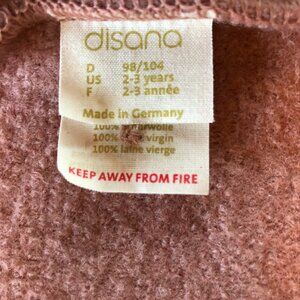 disana
D 98/104
US 2-3 years
F 2-3 année
Made in Germany
100%
100% virgin
100% laine vierge
KEEP AWAY FROM FIRE